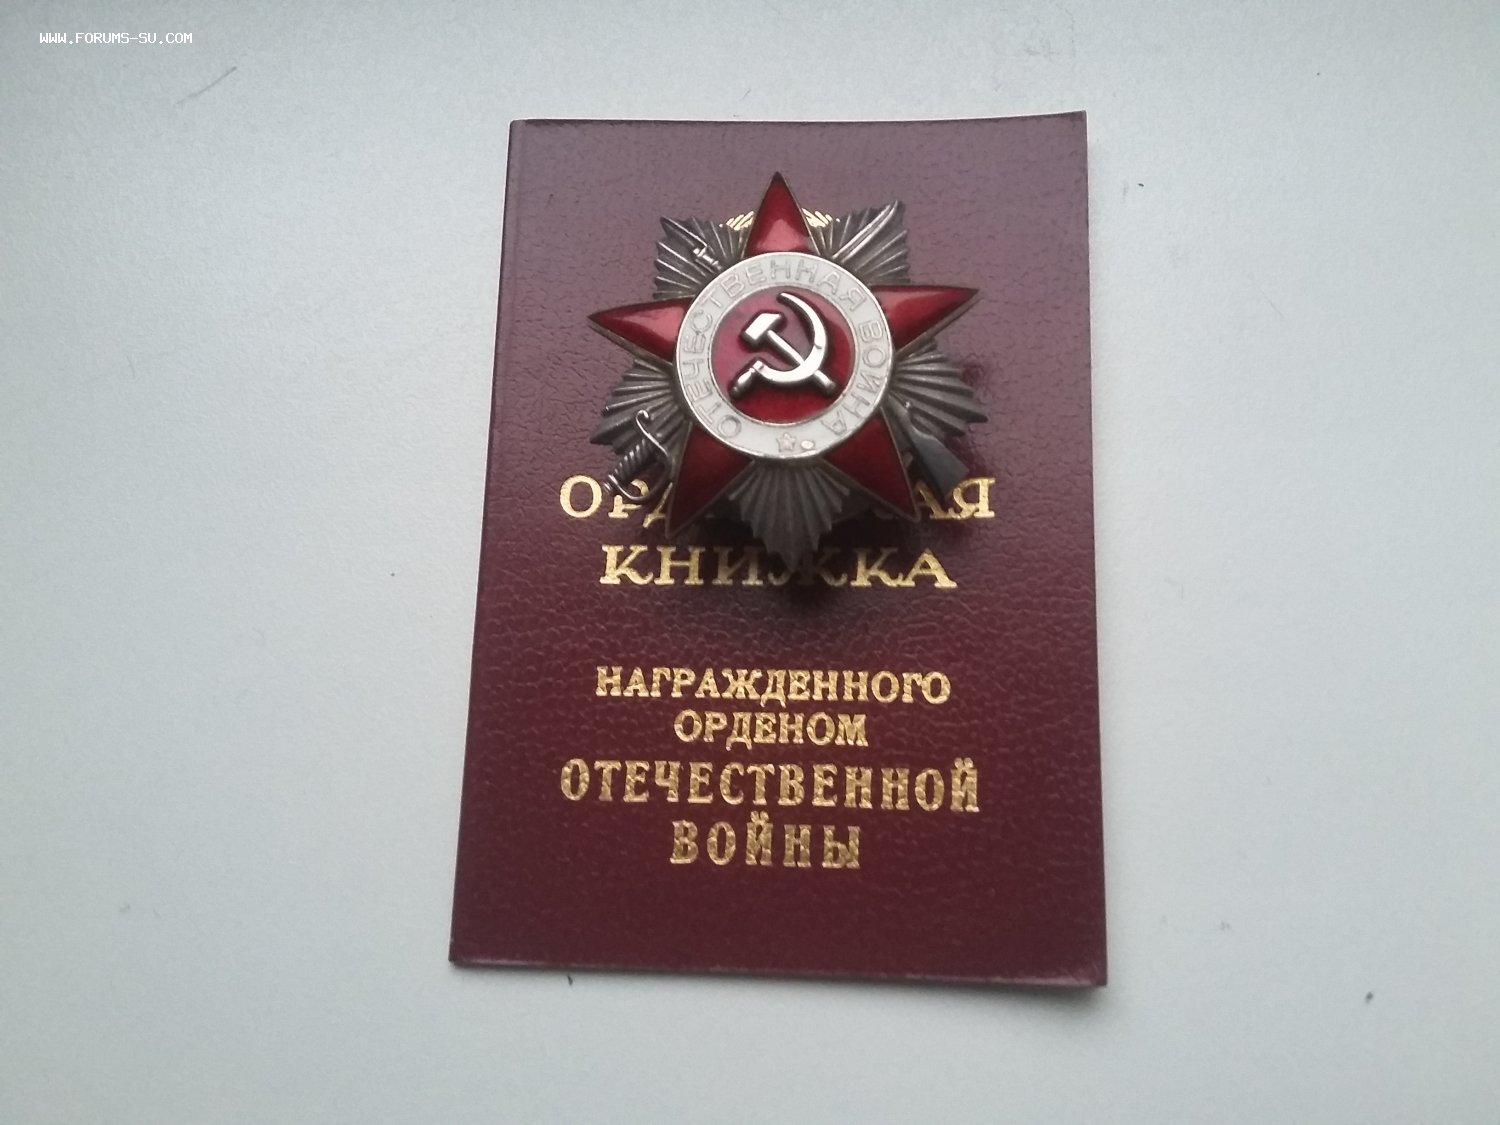 WWW.FORUMS-SU.COM
ОТЕЧЕСТВЕННАЯ ВОЙНА
КНИЖКА
НАГРАЖДЕННОГО
ОРДЕНОМ
ОТЕЧЕСТВЕННОЙ
ВОЙНЫ